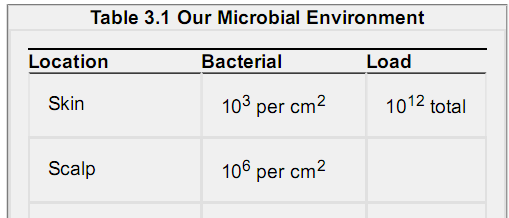 Table 3.1 Our Microbial Environment
Location Bacterial Load
Skin 10³ per cm² 10¹² total
Scalp 10⁶ per cm²